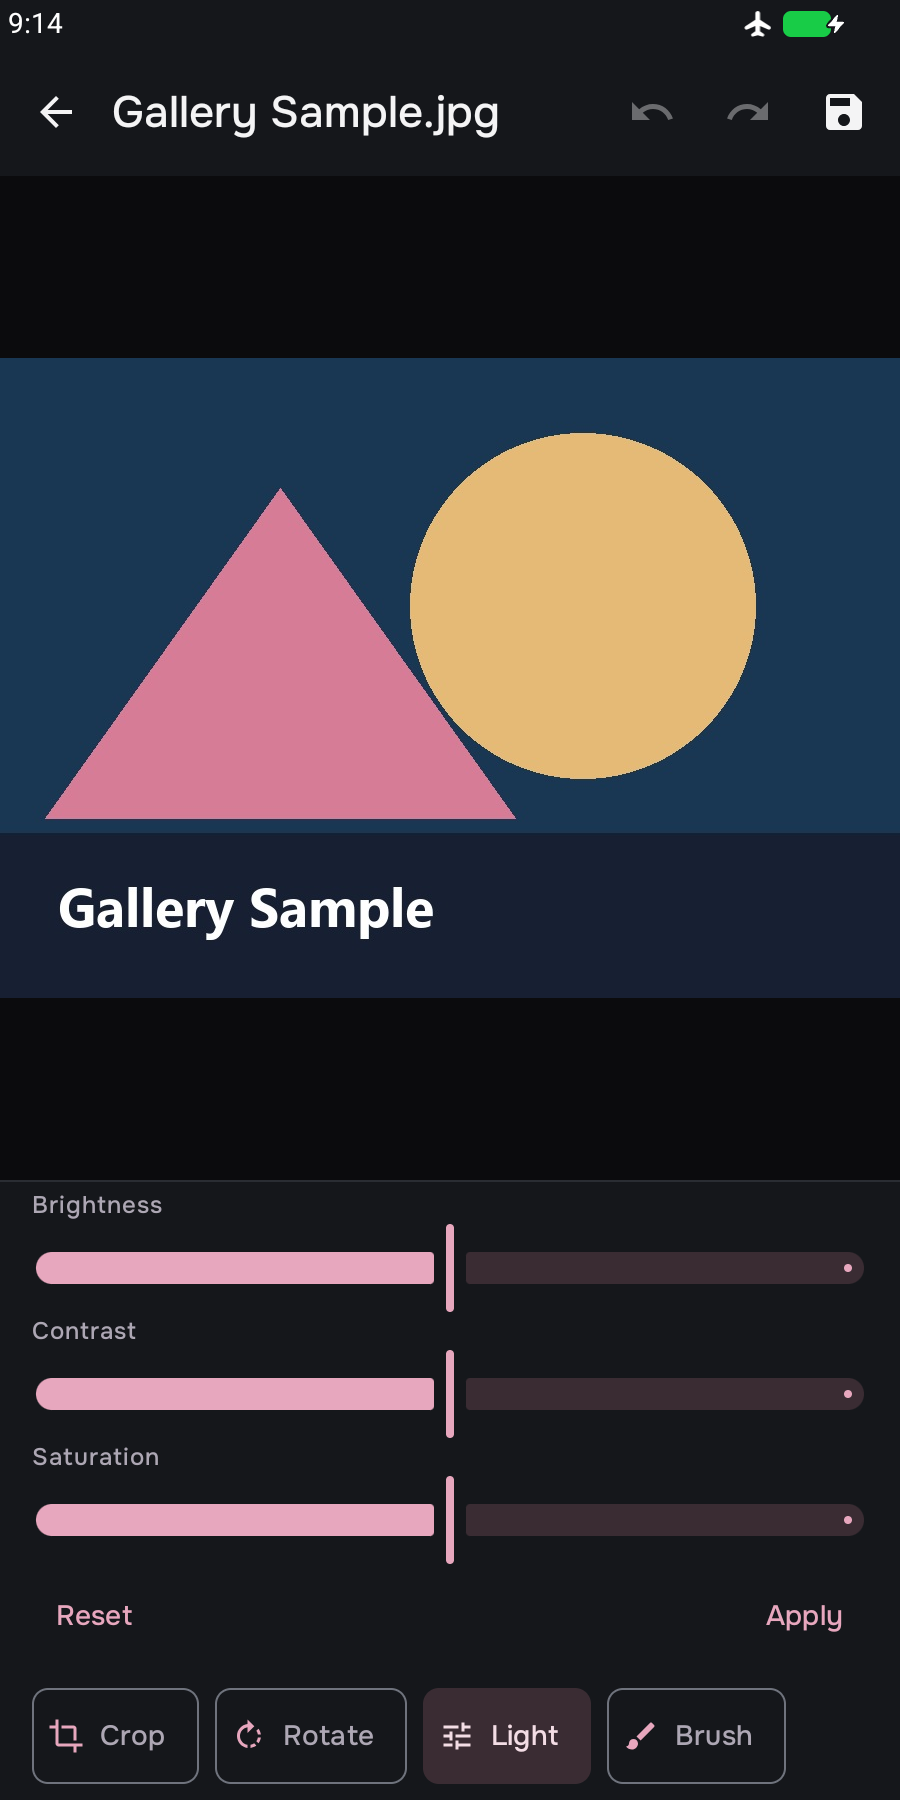 9:14
Gallery Sample.jpg
Gallery Sample
Brightness
Contrast
Saturation
Reset Apply
Crop Rotate Light Brush